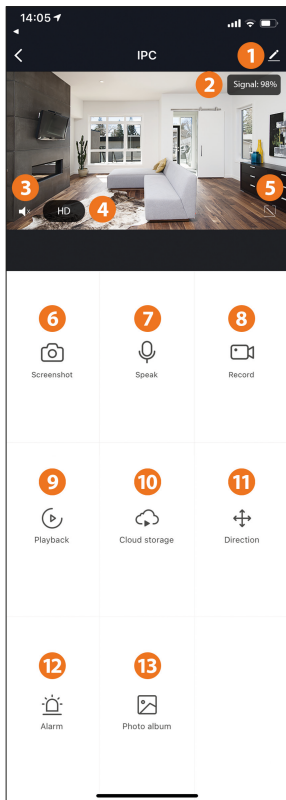 14:05
IPC
1
2
Signal: 98%
3
HD
4
5
6
7
8
Screenshot
Speak
Record
9
10
11
Playback
Cloud storage
Direction
12
13
Alarm
Photo album